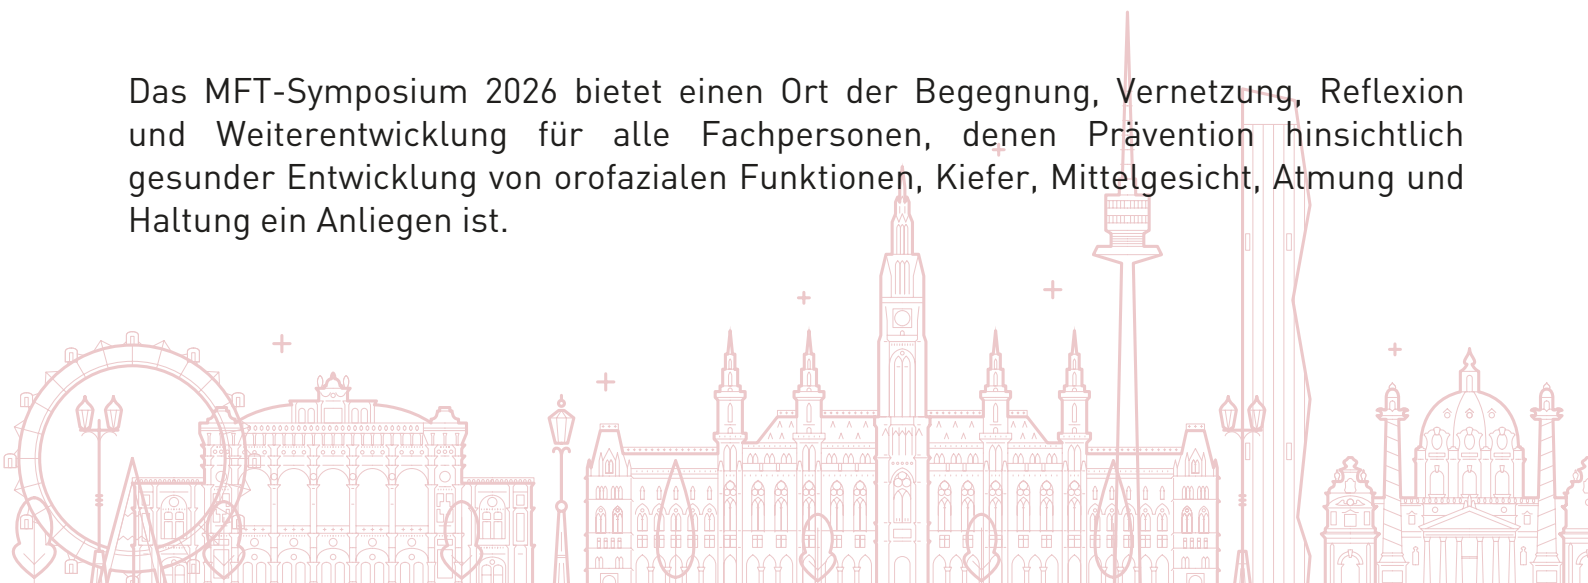 Das MFT-Symposium 2026 bietet einen Ort der Begegnung, Vernetzung, Reflexion
und Weiterentwicklung für alle Fachpersonen, denen Prävention hinsichtlich
gesunder Entwicklung von orofazialen Funktionen, Kiefer, Mittelgesicht, Atmung und
Haltung ein Anliegen ist.